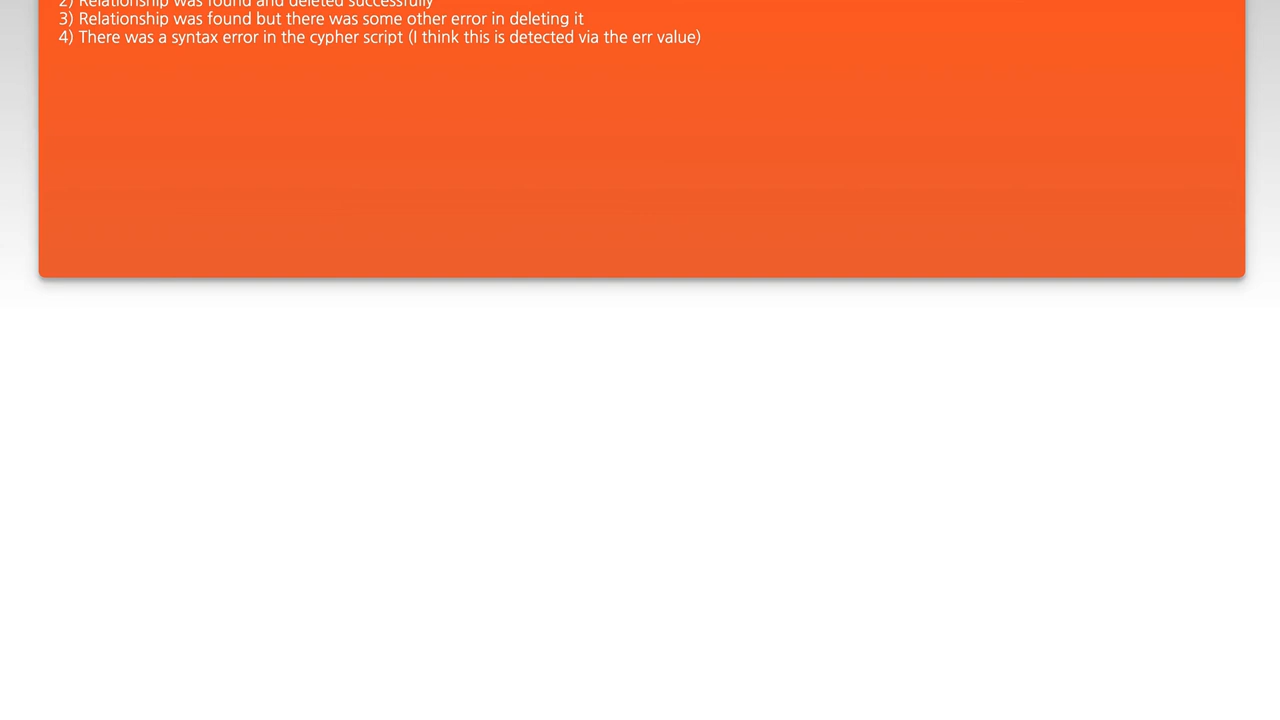 2) Relationship was found and deleted successfully
3) Relationship was found but there was some other error in deleting it
4) There was a syntax error in the cypher script (I think this is detected via the err value)